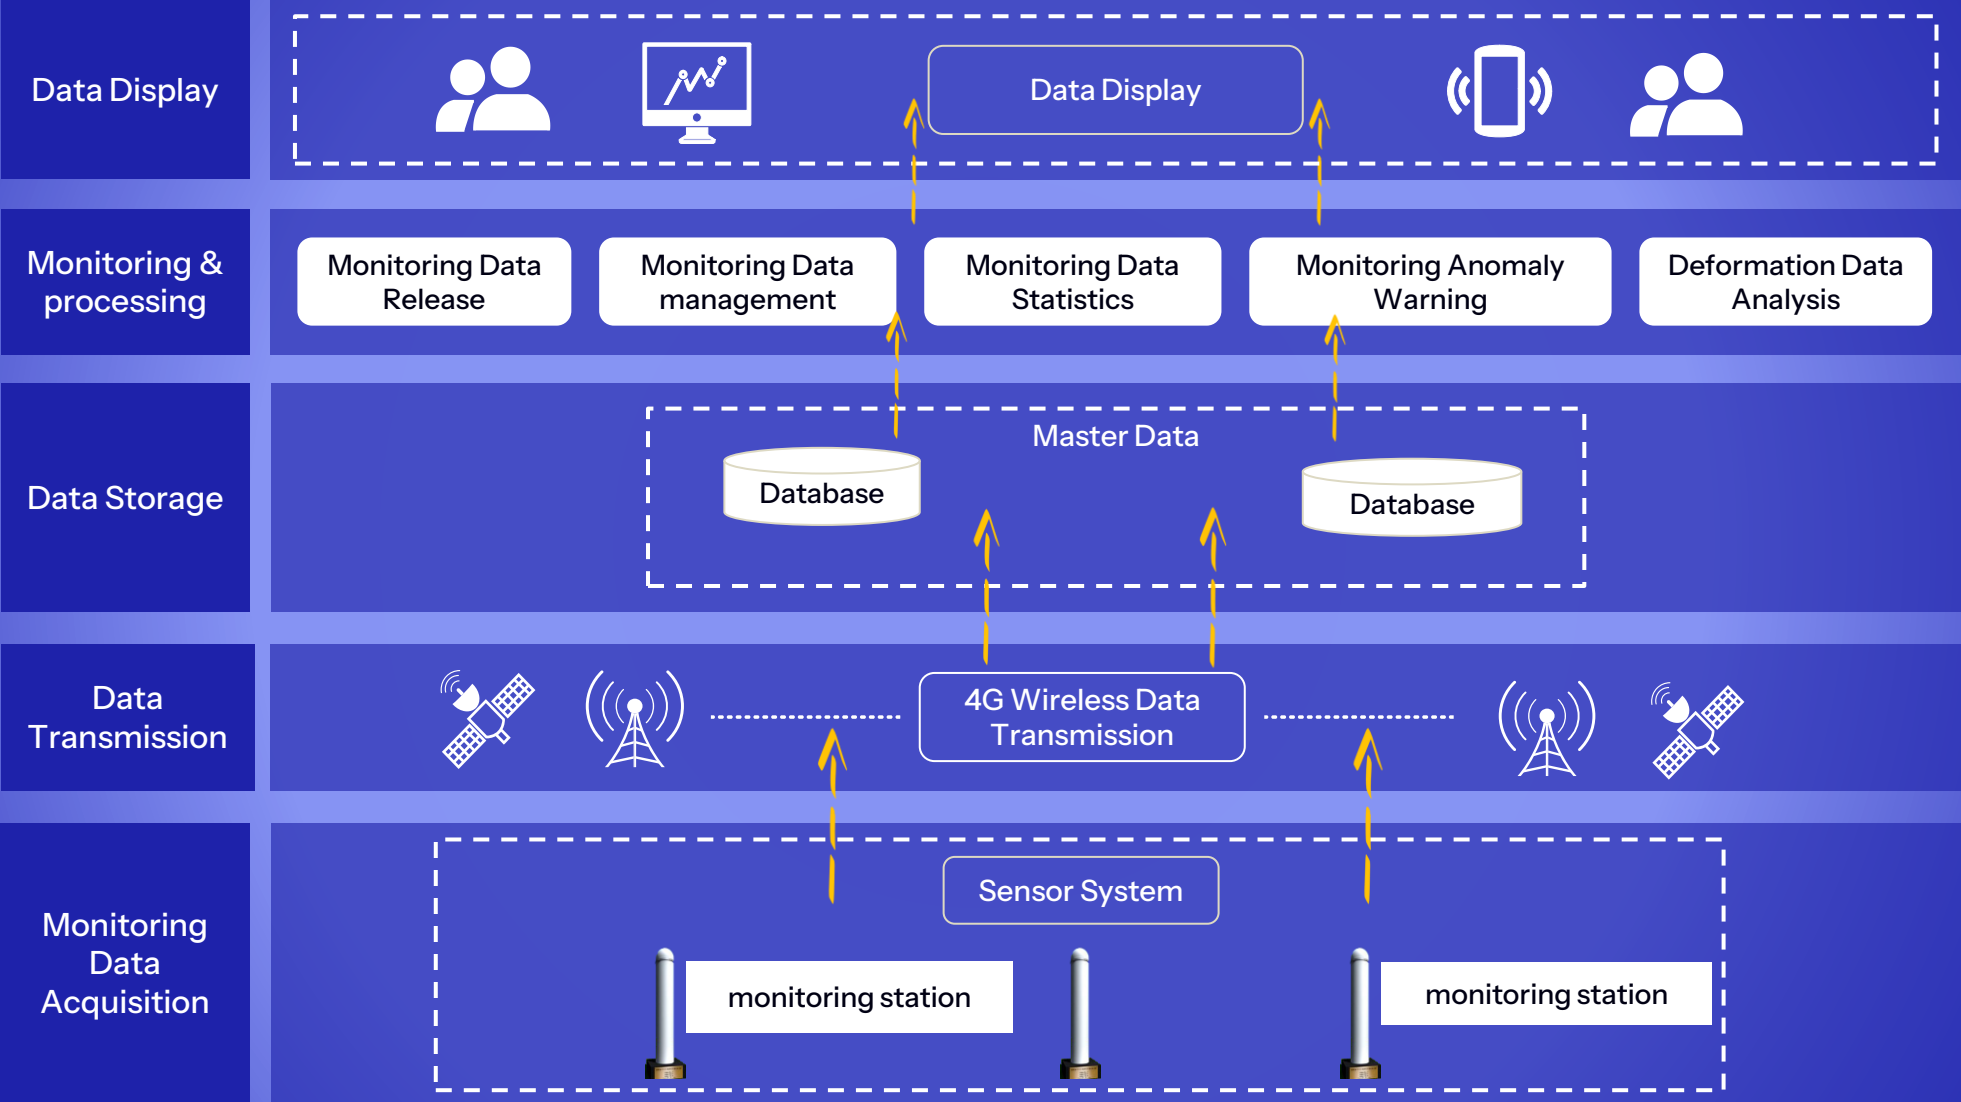 Data Display
Data Display
Monitoring &
processing
Monitoring Data
Release
Monitoring Data
management
Monitoring Data
Statistics
Monitoring Anomaly
Warning
Deformation Data
Analysis
Data Storage
Master Data
Database
Database
Data
Transmission
4G Wireless Data
Transmission
Monitoring
Data
Acquisition
Sensor System
monitoring station
monitoring station